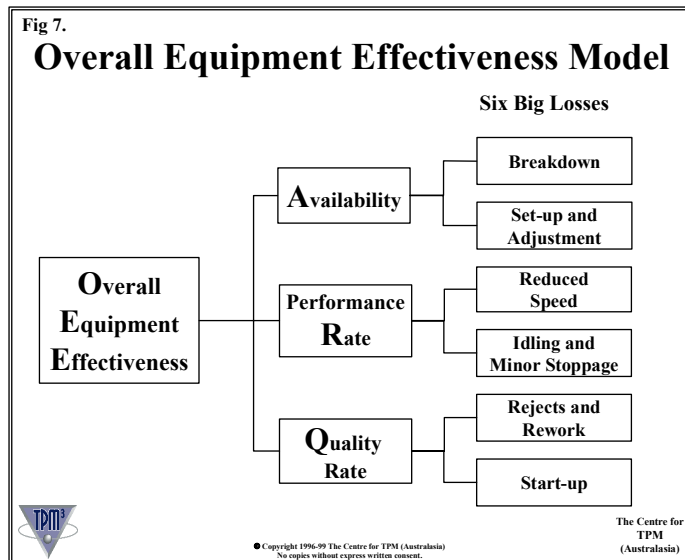 Fig 7.
Overall Equipment Effectiveness Model
Six Big Losses
Overall
Equipment
Effectiveness
Availability
Breakdown
Set-up and
Adjustment
Performance
Rate
Reduced
Speed
Idling and
Minor Stoppage
Quality
Rate
Rejects and
Rework
Start-up
TPM3
Copyright 1996-99 The Centre for TPM (Australasia)
No copies without express written consent.
The Centre for
TPM
(Australasia)